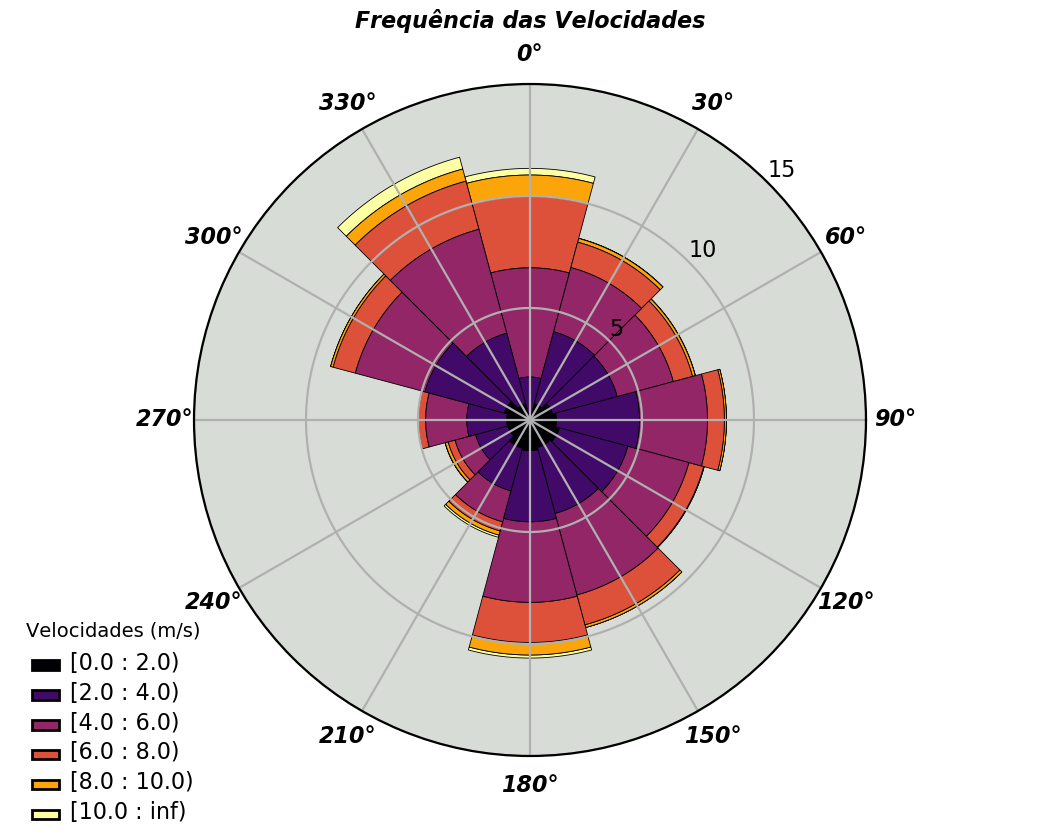 Frequência das Velocidades
0°
330°
30°
15
300°
60°
10
5
270°
90°
240°
120°
210°
150°
180°
Velocidades (m/s)
[0.0 : 2.0)
[2.0 : 4.0)
[4.0 : 6.0)
[6.0 : 8.0)
[8.0 : 10.0)
[10.0 : inf)